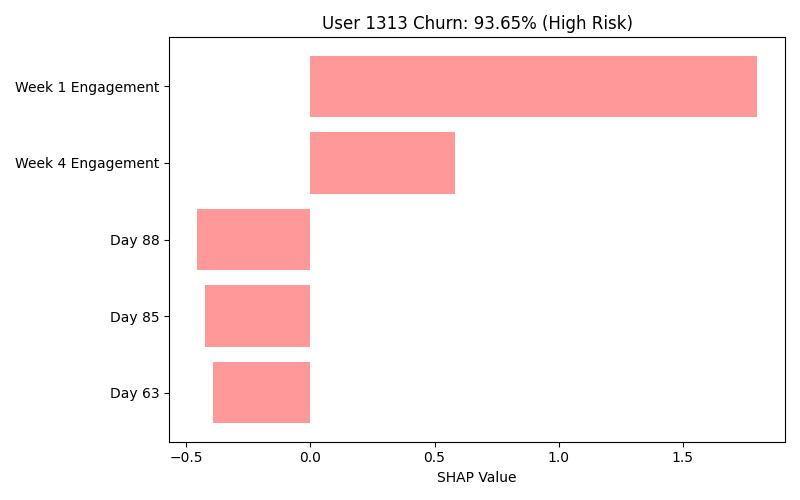 User 1313 Churn: 93.65% (High Risk)
Week 1 Engagement
Week 4 Engagement
Day 88
Day 85
Day 63
−0.5 0.0 0.5 1.0 1.5
SHAP Value